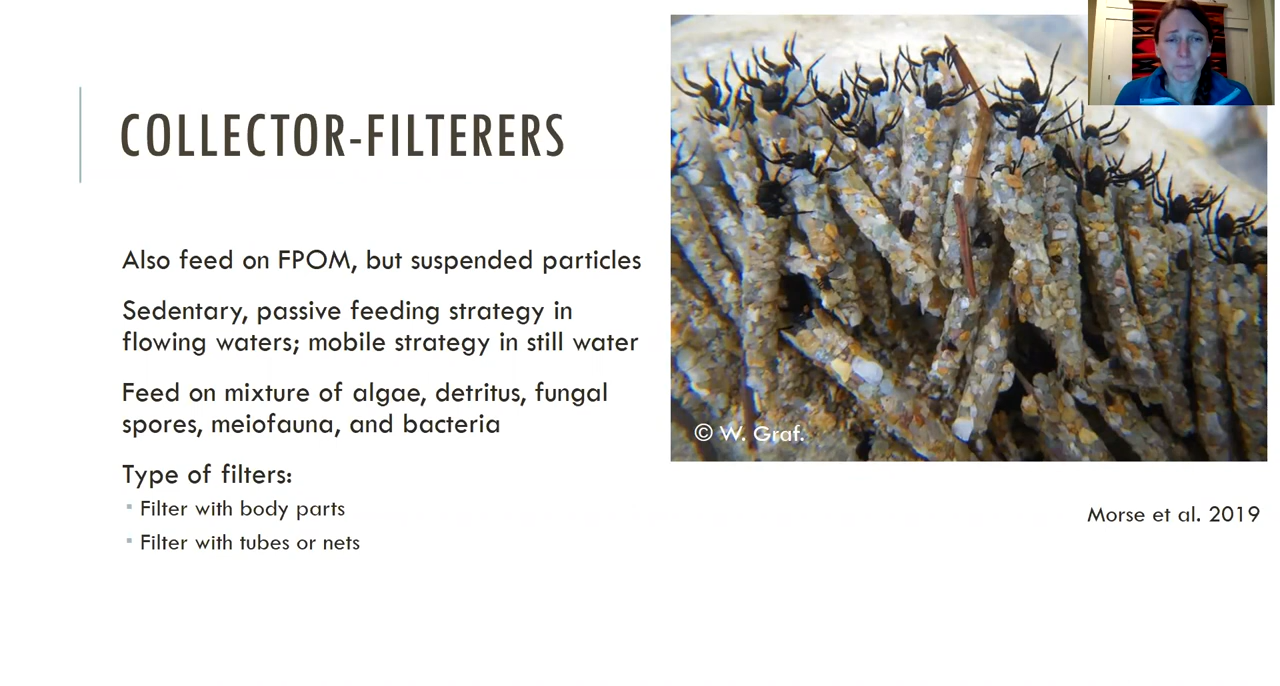 COLLECTOR-FILTERERS
Also feed on FPOM, but suspended particles
Sedentary, passive feeding strategy in
flowing waters; mobile strategy in still water
Feed on mixture of algae, detritus, fungal
spores, meiofauna, and bacteria
Type of filters:
▪ Filter with body parts
▪ Filter with tubes or nets
© W. Graf.
Morse et al. 2019